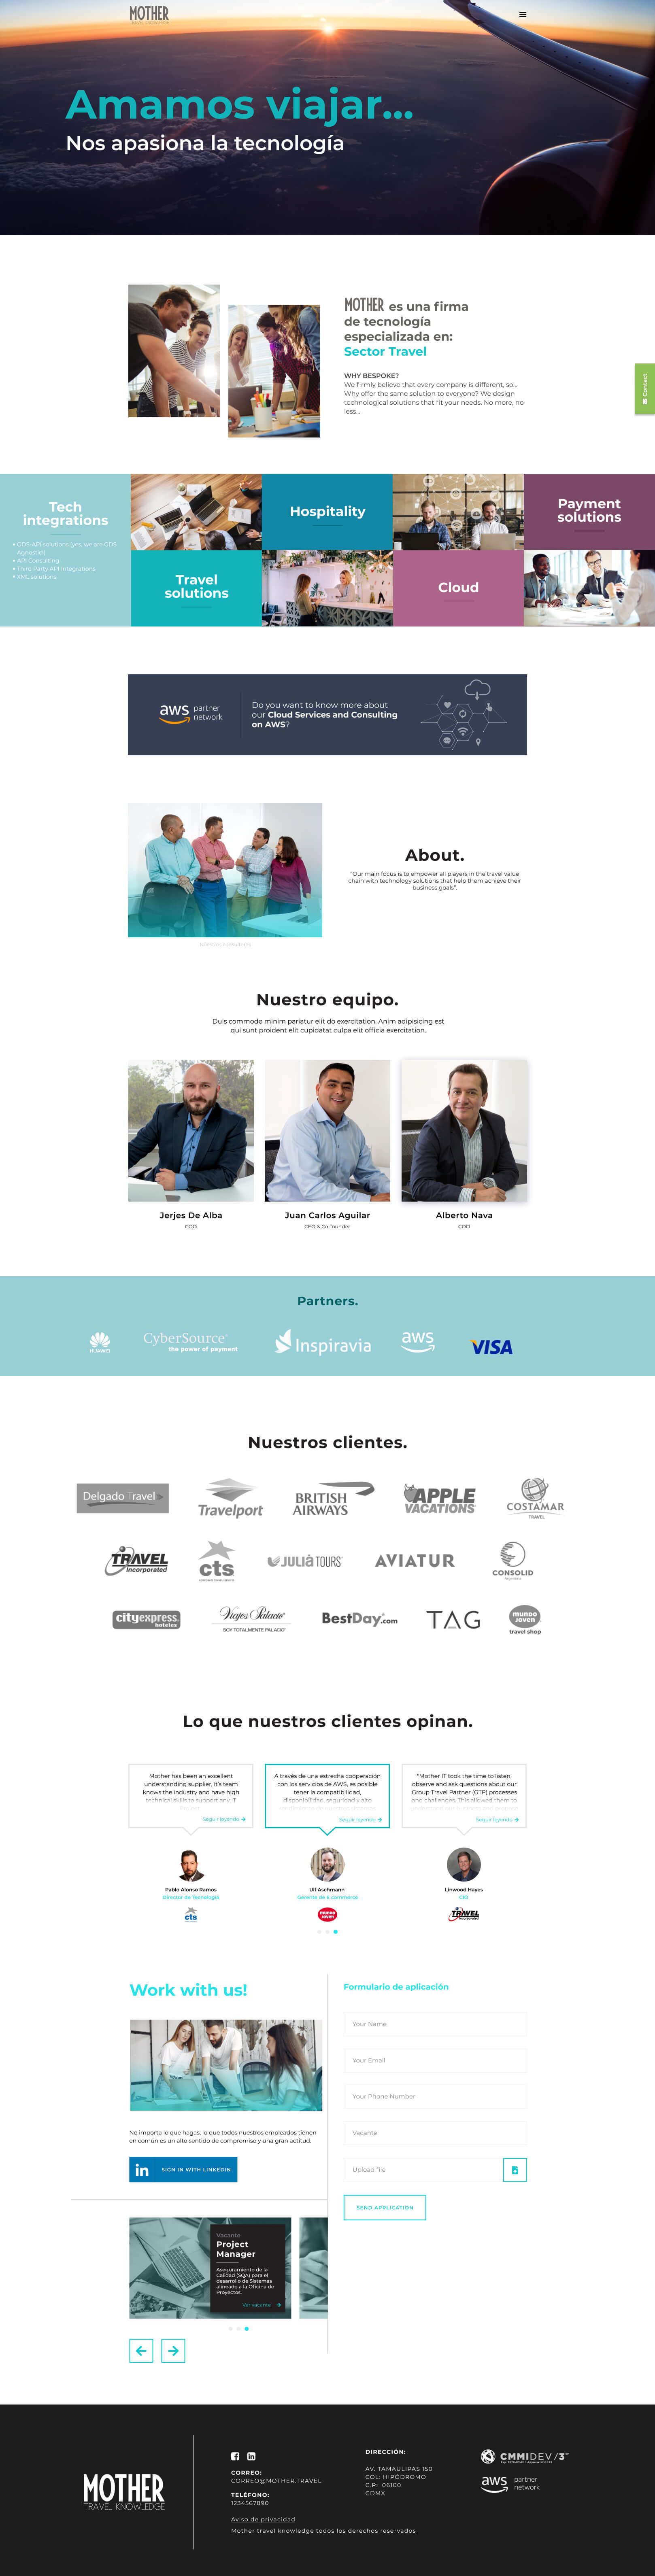 MOTHER
TRAVEL KNOWLEDGE
Amamos viajar...
Nos apasiona la tecnología
MOTHER es una firma
de tecnología
especializada en:
Sector Travel
WHY BESPOKE?
We firmly believe that every company is different, so...
Why offer the same solution to everyone? We design
technological solutions that fit your needs. No more, no
less...
Contact
Tech
integrations
• GDS-API solutions (yes, we are GDS
Agnostic!)
• API Consulting
• Third Party API Integrations
• XML solutions
Hospitality
Payment
solutions
Travel
solutions
Cloud
aws partner
network
Do you want to know more about
our Cloud Services and Consulting
on AWS?
About.
"Our main focus is to empower all players in the travel value
chain with technology solutions that help them achieve their
business goals".
Nuestros consultores
Nuestro equipo.
Duis commodo minim pariatur elit do exercitation. Anim adipisicing est
qui sunt proident elit cupidatat culpa elit officia exercitation.
Jerjes De Alba
COO
Juan Carlos Aguilar
CEO & Co-founder
Alberto Nava
COO
Partners.
HUAWEI
CyberSource
the power of payment
Inspiravia
aws
VISA
Nuestros clientes.
Delgado Travel
Travelport
BRITISH
AIRWAYS
APPLE
VACATIONS
COSTAMAR
TRAVEL
TRAVEL
Incorporated
cts
JULIÀ TOURS
AVIATUR
CONSOLID
Argentina
cityexpress
hoteles
Viajes Palacio
SOY TOTALMENTE PALACIO
BestDay.com
TAG
mundo
joven
travel shop
Lo que nuestros clientes opinan.
Mother has been an excellent
understanding supplier, it's team
knows the industry and have high
technical skills to support any IT
Seguir leyendo
A través de una estrecha cooperación
con los servicios de AWS, es posible
tener la compatibilidad,
disponibilidad, seguridad y alto
Seguir leyendo
"Mother IT took the time to listen,
observe and ask questions about our
Group Travel Partner (GTP) processes
and challenges. This allowed them to
Seguir leyendo
Pablo Alonso Ramos
Director de Tecnología
cts
Ulf Aschmann
Gerente de E commerce
mundo
joven
Linwood Hayes
CIO
TRAVEL
Incorporated
Work with us!
No importa lo que hagas, lo que todos nuestros empleados tienen
en común es un alto sentido de compromiso y una gran actitud.
in SIGN IN WITH LINKEDIN
Vacante
Project
Manager
Aseguramiento de la
Calidad (SQA) para el
desarrollo de Sistemas
alineado a la Oficina de
Proyectos.
Ver vacante
Formulario de aplicación
Your Name
Your Email
Your Phone Number
Vacante
Upload File
SEND APPLICATION
MOTHER
TRAVEL KNOWLEDGE
CORREO:
CORREO@MOTHER.TRAVEL
TELÉFONO:
1234567890
Aviso de privacidad
Mother travel knowledge todos los derechos reservados
DIRECCIÓN:
AV. TAMAULIPAS 150
COL: HIPÓDROMO
C.P: 06100
CDMX
CMMIDEV/3
aws partner
network